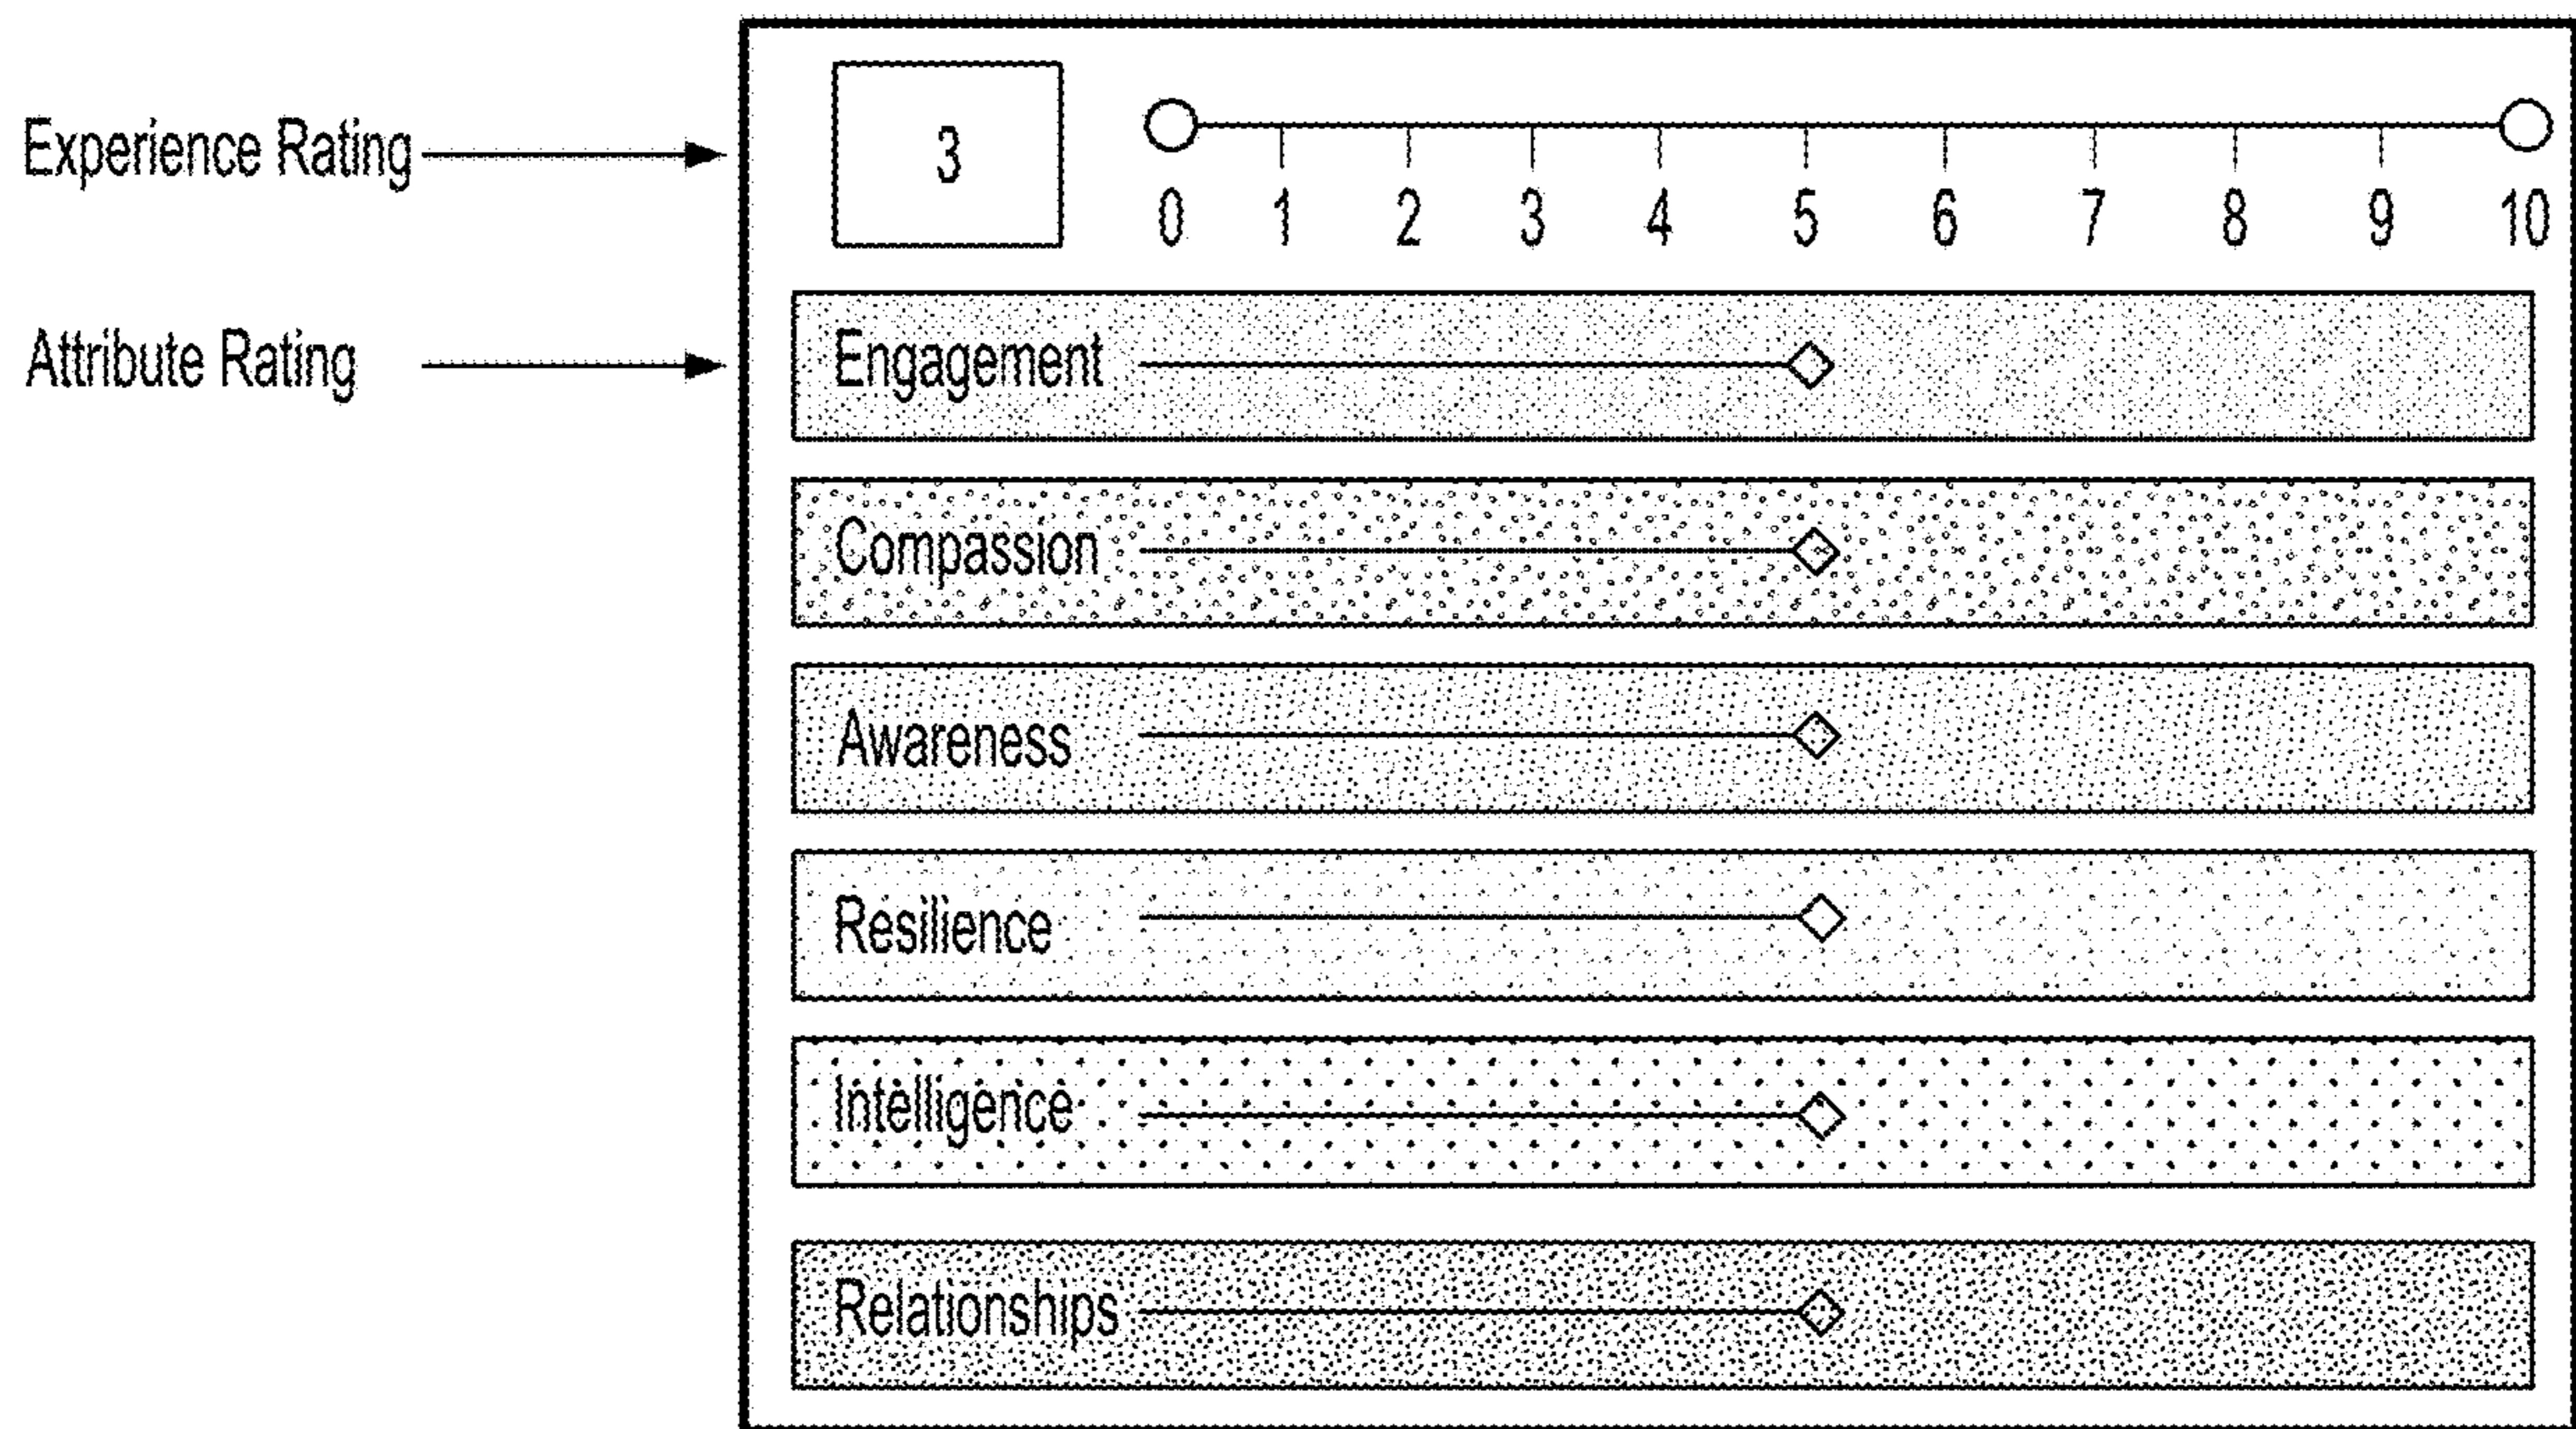 Experience Rating
3
0 1 2 3 4 5 6 7 8 9 10
Attribute Rating
Engagement
Compassion
Awareness
Resilience
Intelligence
Relationships